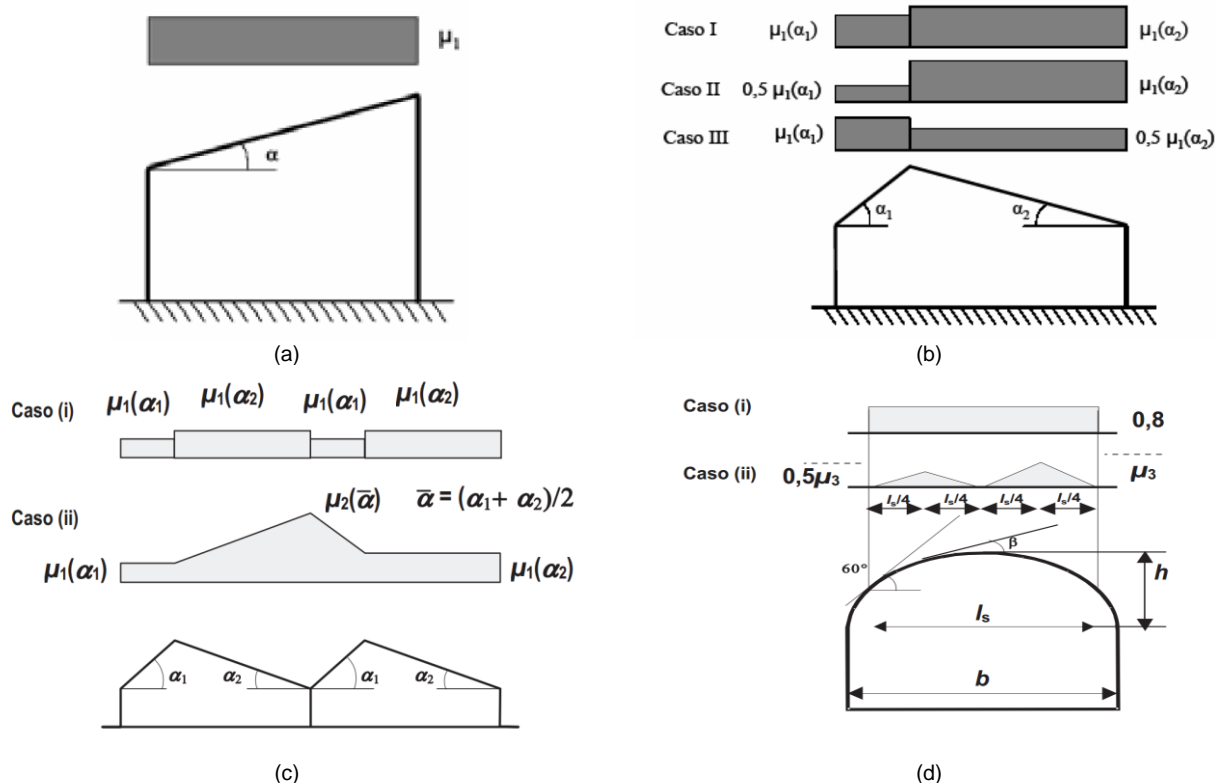 μ₁
α
(a)
Caso I μ₁(α₁) μ₁(α₂)
Caso II 0,5 μ₁(α₁) μ₁(α₂)
Caso III μ₁(α₁) 0,5 μ₁(α₂)
α₁ α₂
(b)
Caso (i) μ₁(α₁) μ₁(α₂) μ₁(α₁) μ₁(α₂)
Caso (ii) μ₂(ᾱ) ᾱ = (α₁+ α₂)/2
μ₁(α₁) μ₁(α₂)
α₁ α₂ α₁ α₂
(c)
Caso (i) 0,8
Caso (ii) 0,5μ₃ μ₃
lₛ/4 lₛ/4 lₛ/4 lₛ/4
β
60°
h
lₛ
b
(d)